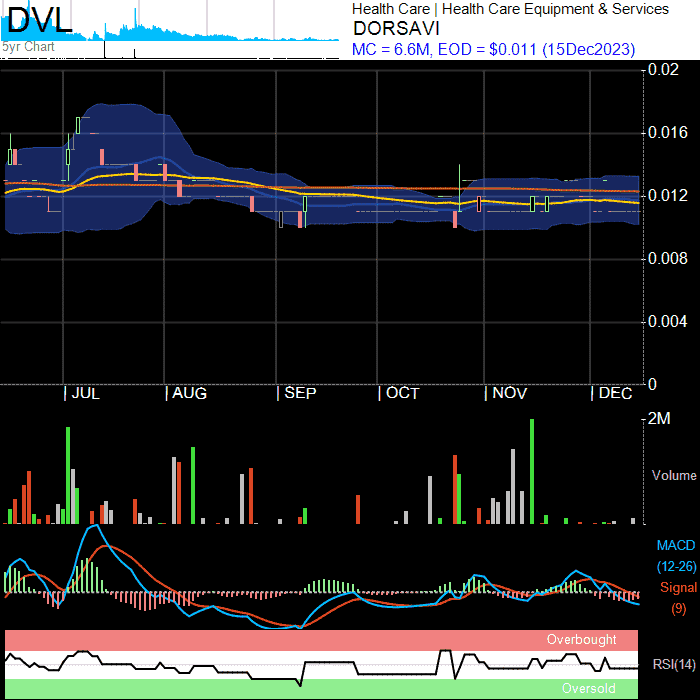 DVL
5yr Chart
Health Care | Health Care Equipment & Services
DORSAVI
MC = 6.6M, EOD = $0.011 (15Dec2023)
0.02
0.016
0.012
0.008
0.004
0
| JUL | AUG | SEP | OCT | NOV | DEC
2M
Volume
MACD
(12-26)
Signal
(9)
Overbought
RSI(14)
Oversold